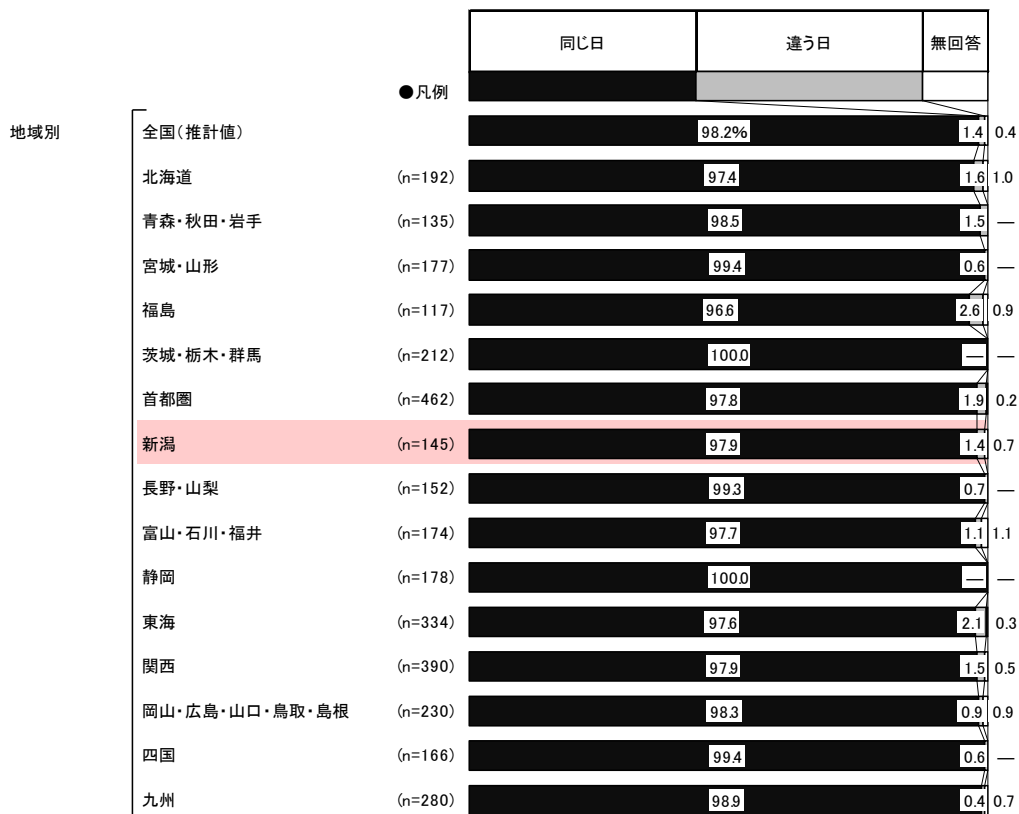 同じ日 違う日 無回答
●凡例
地域別 全国(推計値) 98.2% 1.4 0.4
北海道 (n=192) 97.4 1.6 1.0
青森・秋田・岩手 (n=135) 98.5 1.5 —
宮城・山形 (n=177) 99.4 0.6 —
福島 (n=117) 96.6 2.6 0.9
茨城・栃木・群馬 (n=212) 100.0 — —
首都圏 (n=462) 97.8 1.9 0.2
新潟 (n=145) 97.9 1.4 0.7
長野・山梨 (n=152) 99.3 0.7 —
富山・石川・福井 (n=174) 97.7 1.1 1.1
静岡 (n=178) 100.0 — —
東海 (n=334) 97.6 2.1 0.3
関西 (n=390) 97.9 1.5 0.5
岡山・広島・山口・鳥取・島根 (n=230) 98.3 0.9 0.9
四国 (n=166) 99.4 0.6 —
九州 (n=280) 98.9 0.4 0.7